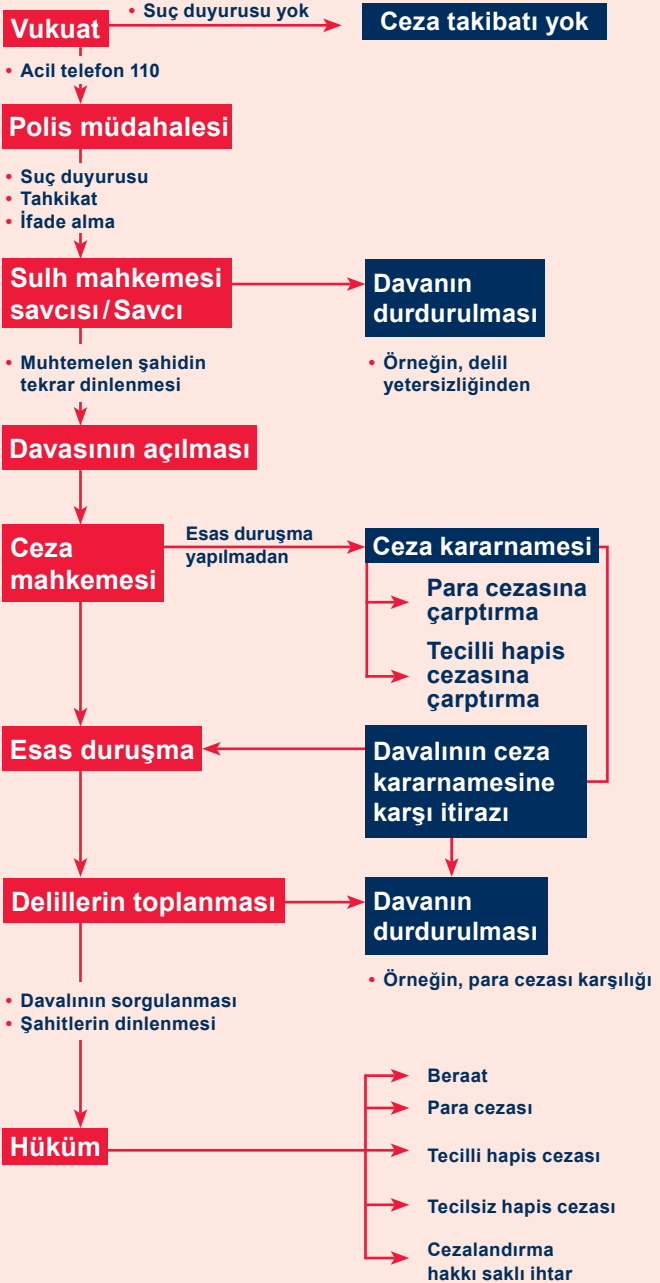 Vukuat
• Suç duyurusu yok
Ceza takibatı yok
• Acil telefon 110
Polis müdahalesi
• Suç duyurusu
• Tahkikat
• İfade alma
Sulh mahkemesi
savcısı/Savcı
Davanın
durdurulması
• Muhtemelen şahidin
tekrar dinlenmesi
• Örneğin, delil
yetersizliğinden
Davasının açılması
Ceza
mahkemesi
Esas duruşma
yapılmadan
Ceza kararnamesi
Para cezasına
çarptırma
Tecilli hapis
cezasına
çarptırma
Esas duruşma
Davalının ceza
kararnamesine
karşı itirazı
Delillerin toplanması
Davanın
durdurulması
• Örneğin, para cezası karşılığı
• Davalının sorgulanması
• Şahitlerin dinlenmesi
Hüküm
Beraat
Para cezası
Tecilli hapis cezası
Tecilsiz hapis cezası
Cezalandırma
hakkı saklı ihtar